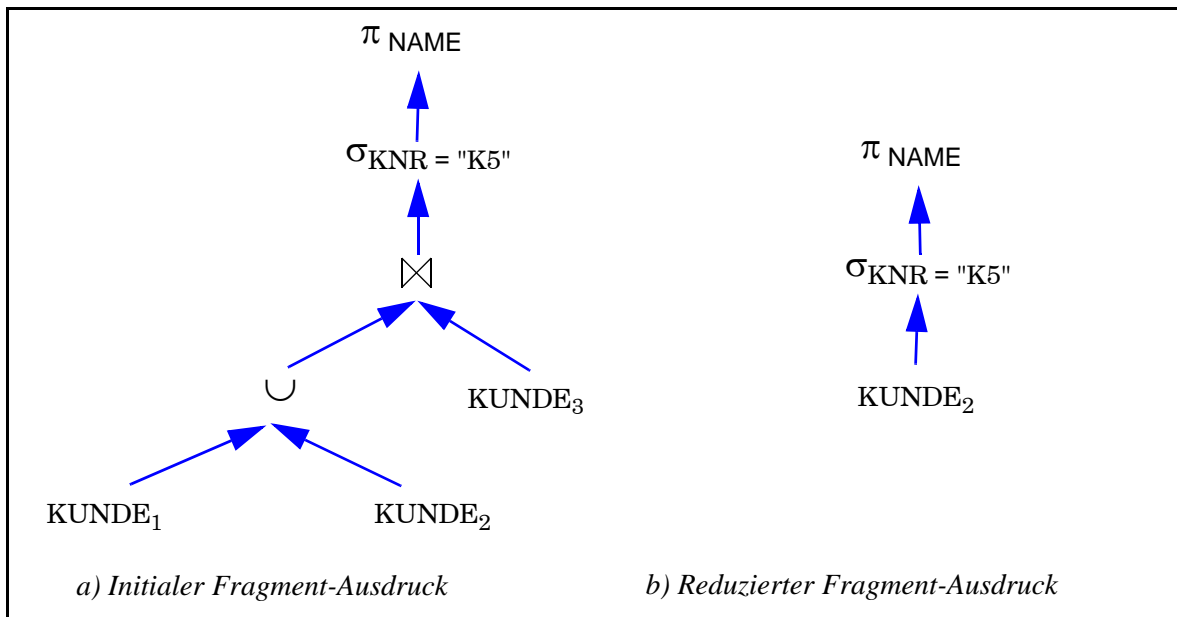 π NAME
σKNR = "K5"
⋈
∪
KUNDE₃
KUNDE₁
KUNDE₂
a) Initialer Fragment-Ausdruck
π NAME
σKNR = "K5"
KUNDE₂
b) Reduzierter Fragment-Ausdruck